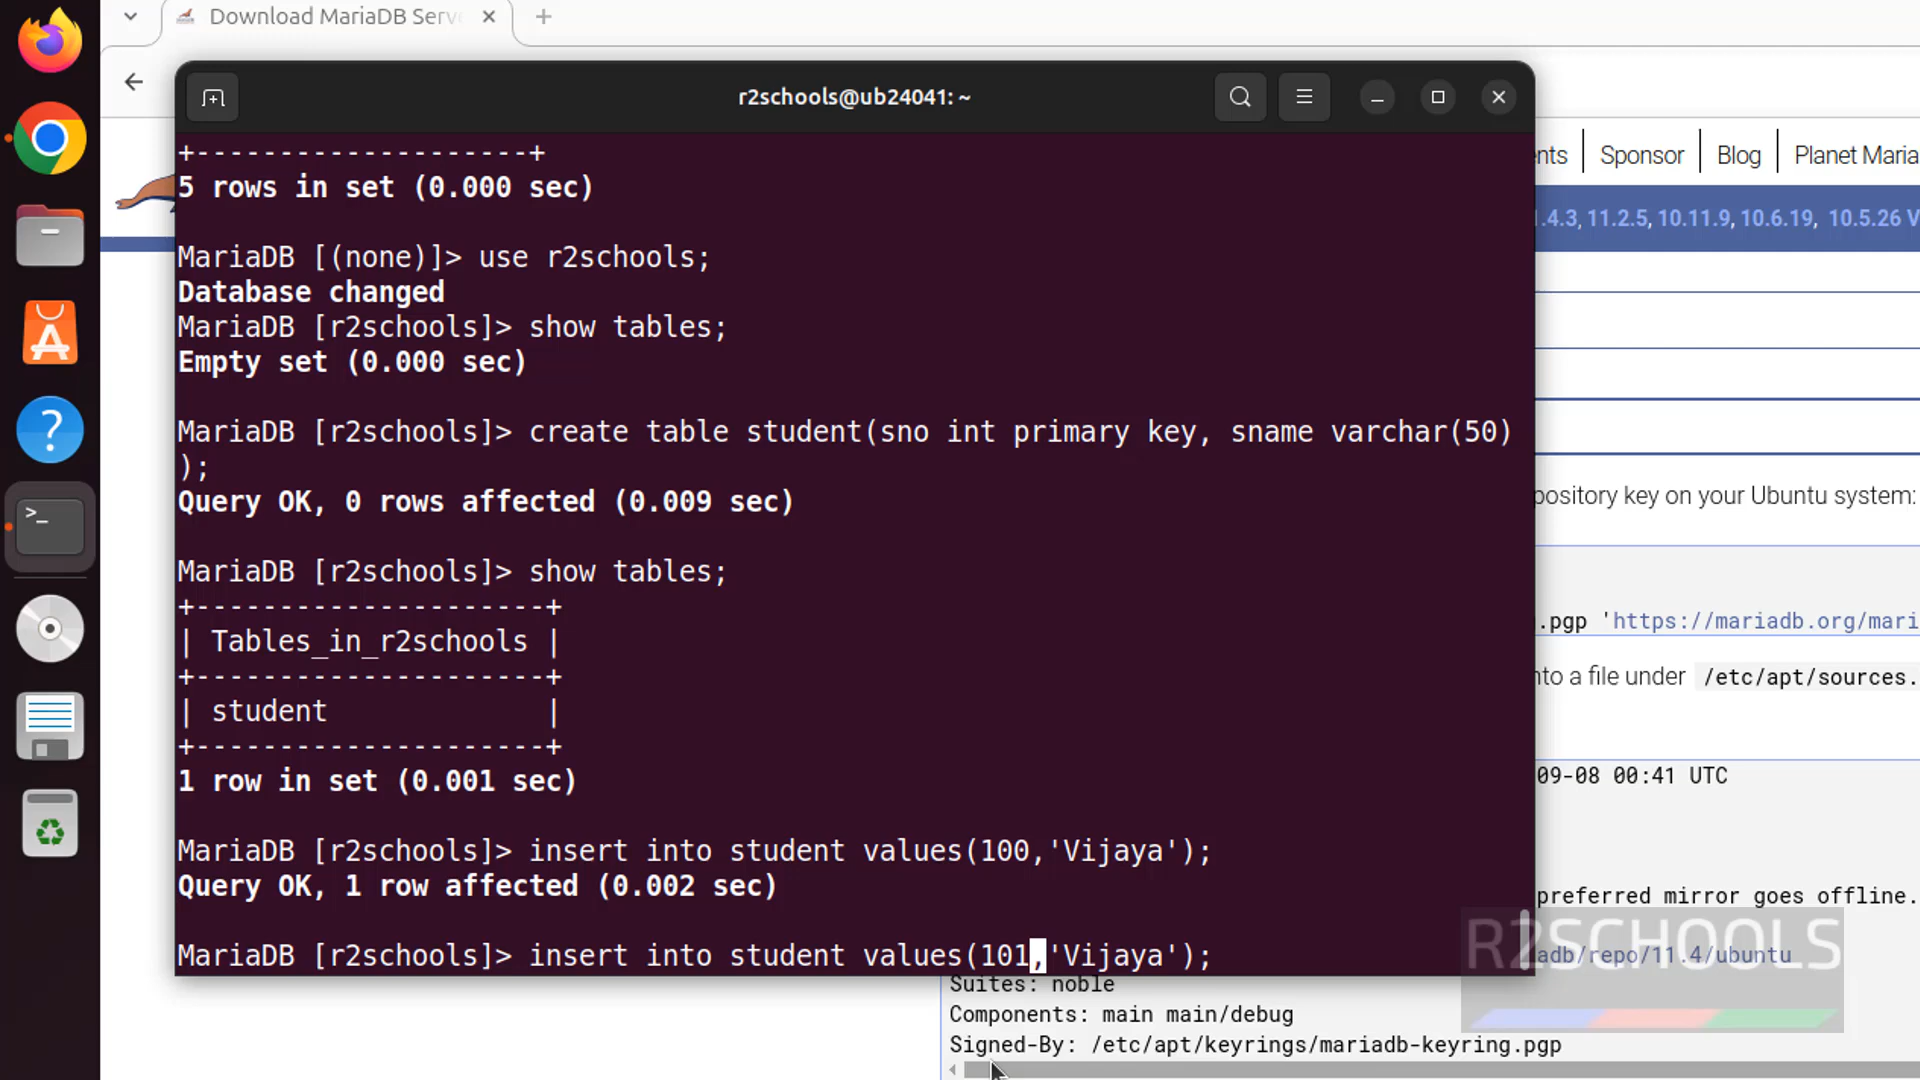 Download MariaDB Serv
r2schools@ub24041: ~
+--------------------+
5 rows in set (0.000 sec)
MariaDB [(none)]> use r2schools;
Database changed
MariaDB [r2schools]> show tables;
Empty set (0.000 sec)
MariaDB [r2schools]> create table student(sno int primary key, sname varchar(50)
);
Query OK, 0 rows affected (0.009 sec)
MariaDB [r2schools]> show tables;
+---------------------+
| Tables_in_r2schools |
+---------------------+
| student             |
+---------------------+
1 row in set (0.001 sec)
MariaDB [r2schools]> insert into student values(100,'Vijaya');
Query OK, 1 row affected (0.002 sec)
MariaDB [r2schools]> insert into student values(101,'Vijaya');
ents Sponsor Blog Planet Maria
.4.3, 11.2.5, 10.11.9, 10.6.19, 10.5.26 V
pository key on your Ubuntu system:
.pgp 'https://mariadb.org/mari
nto a file under /etc/apt/sources.
09-08 00:41 UTC
preferred mirror goes offline.
adb/repo/11.4/ubuntu
R2SCHOOLS
Suites: noble
Components: main main/debug
Signed-By: /etc/apt/keyrings/mariadb-keyring.pgp